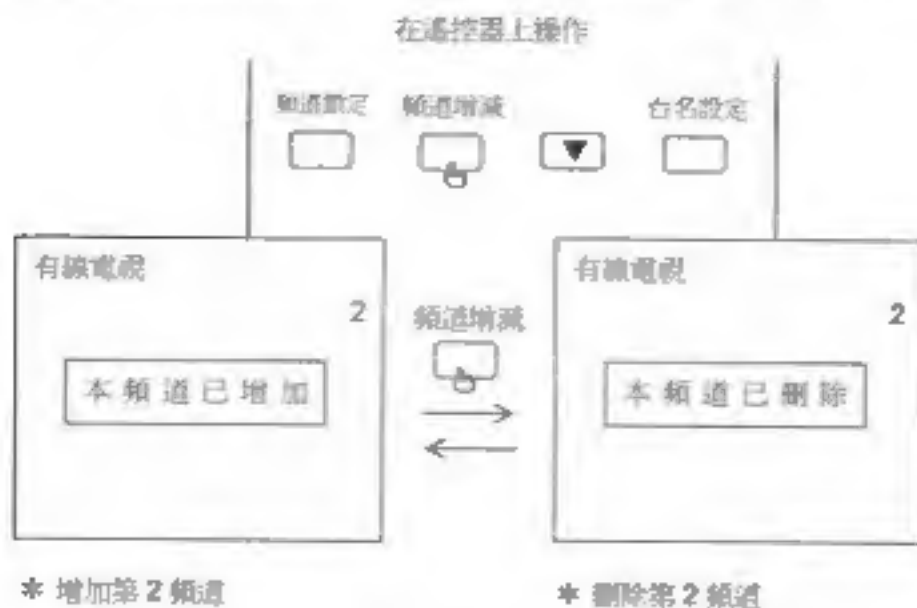 在遙控器上操作
頻道鎖定 頻道增減 ▼ 台名設定
有線電視
2
本頻道已增加
頻道增減
有線電視
2
本頻道已刪除
* 增加第2頻道
* 刪除第2頻道